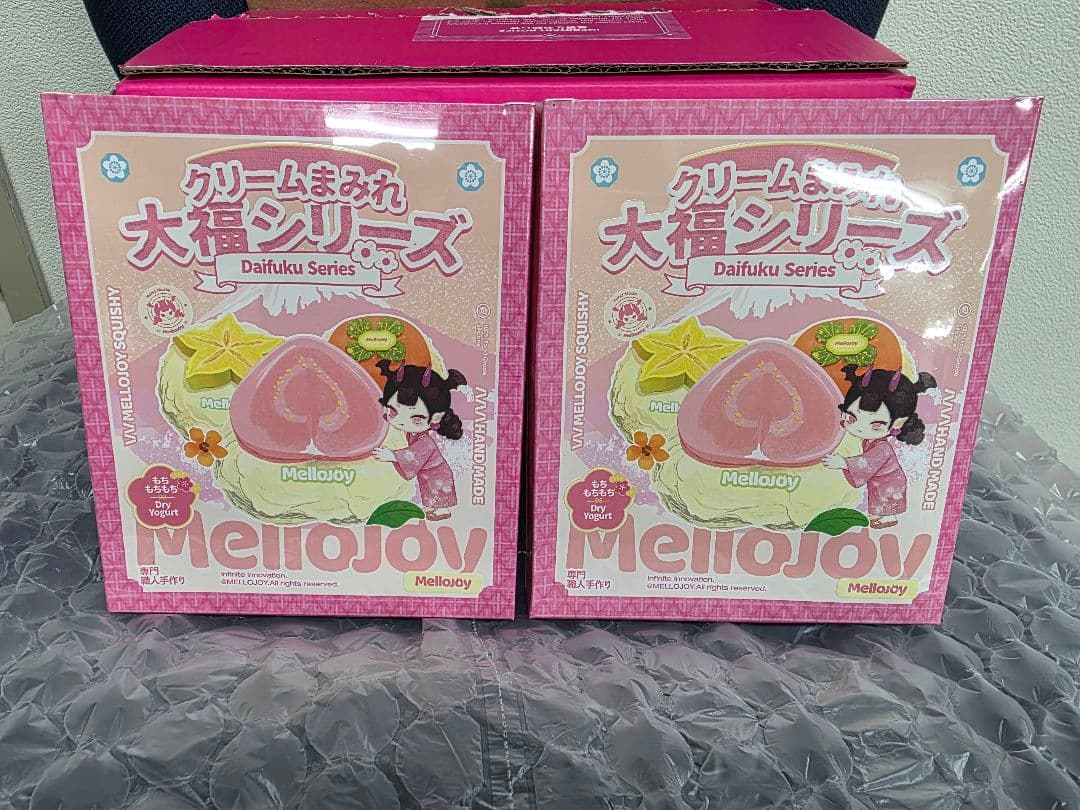 クリームまみれ
大福シリーズ
Daifuku Series
MELLOJOY SQUISHY
HAND MADE
Mellojoy
Mellojoy
もち
もちもち
Dry
Yogurt
Mellojoy
専門
職人手作り
Infinite Innovation.
©MELLOJOY.All rights reserved.
Mellojoy
クリームまみれ
大福シリーズ
Daifuku Series
MELLOJOY SQUISHY
HAND MADE
Mellojoy
Mellojoy
もち
もちもち
Dry
Yogurt
Mellojoy
専門
職人手作り
Infinite Innovation.
©MELLOJOY.All rights reserved.
Mellojoy